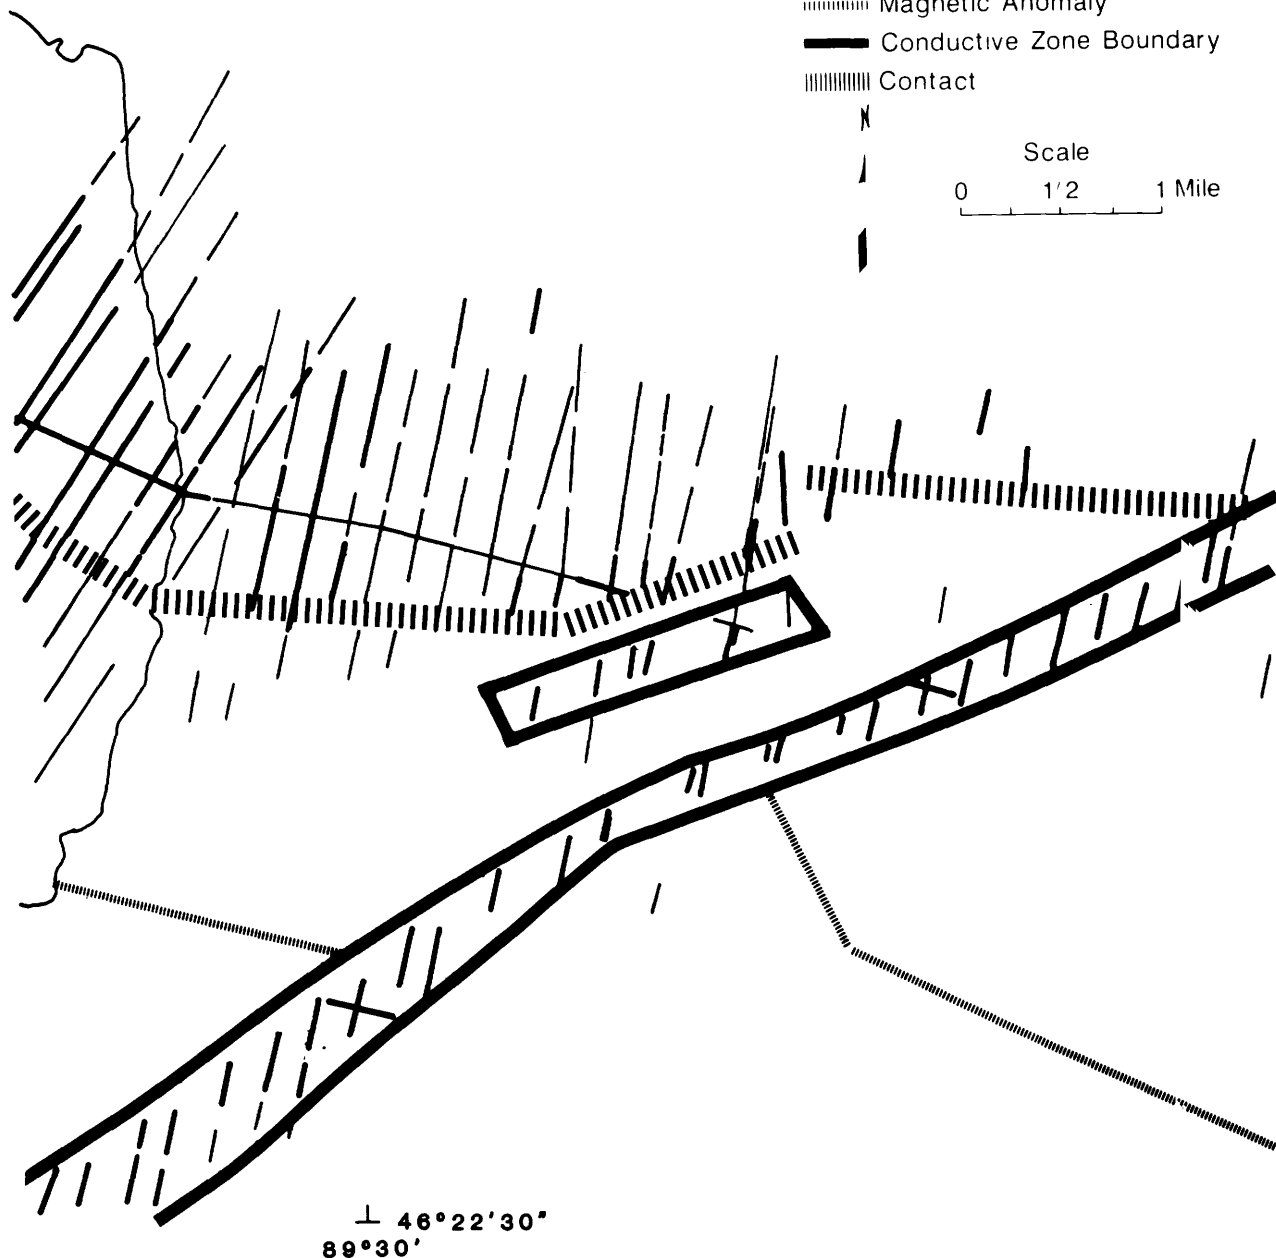 Magnetic Anomaly
Conductive Zone Boundary
Contact
N
Scale
0 1/2 1 Mile
46°22'30"
89°30'